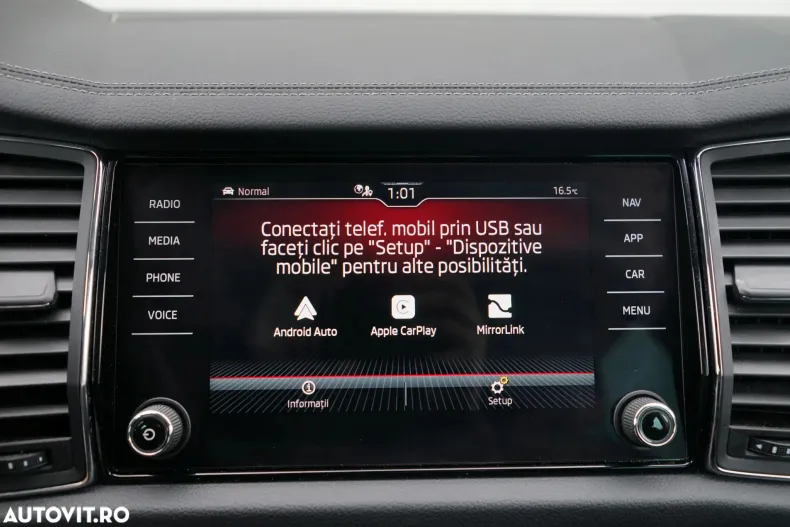 Normal
1:01
16.5°C
RADIO
MEDIA
PHONE
VOICE
Conectați telef. mobil prin USB sau
faceți clic pe "Setup" - "Dispozitive
mobile" pentru alte posibilități.
Android Auto
Apple CarPlay
MirrorLink
Informații
Setup
NAV
APP
CAR
MENU
AUTOVIT.RO